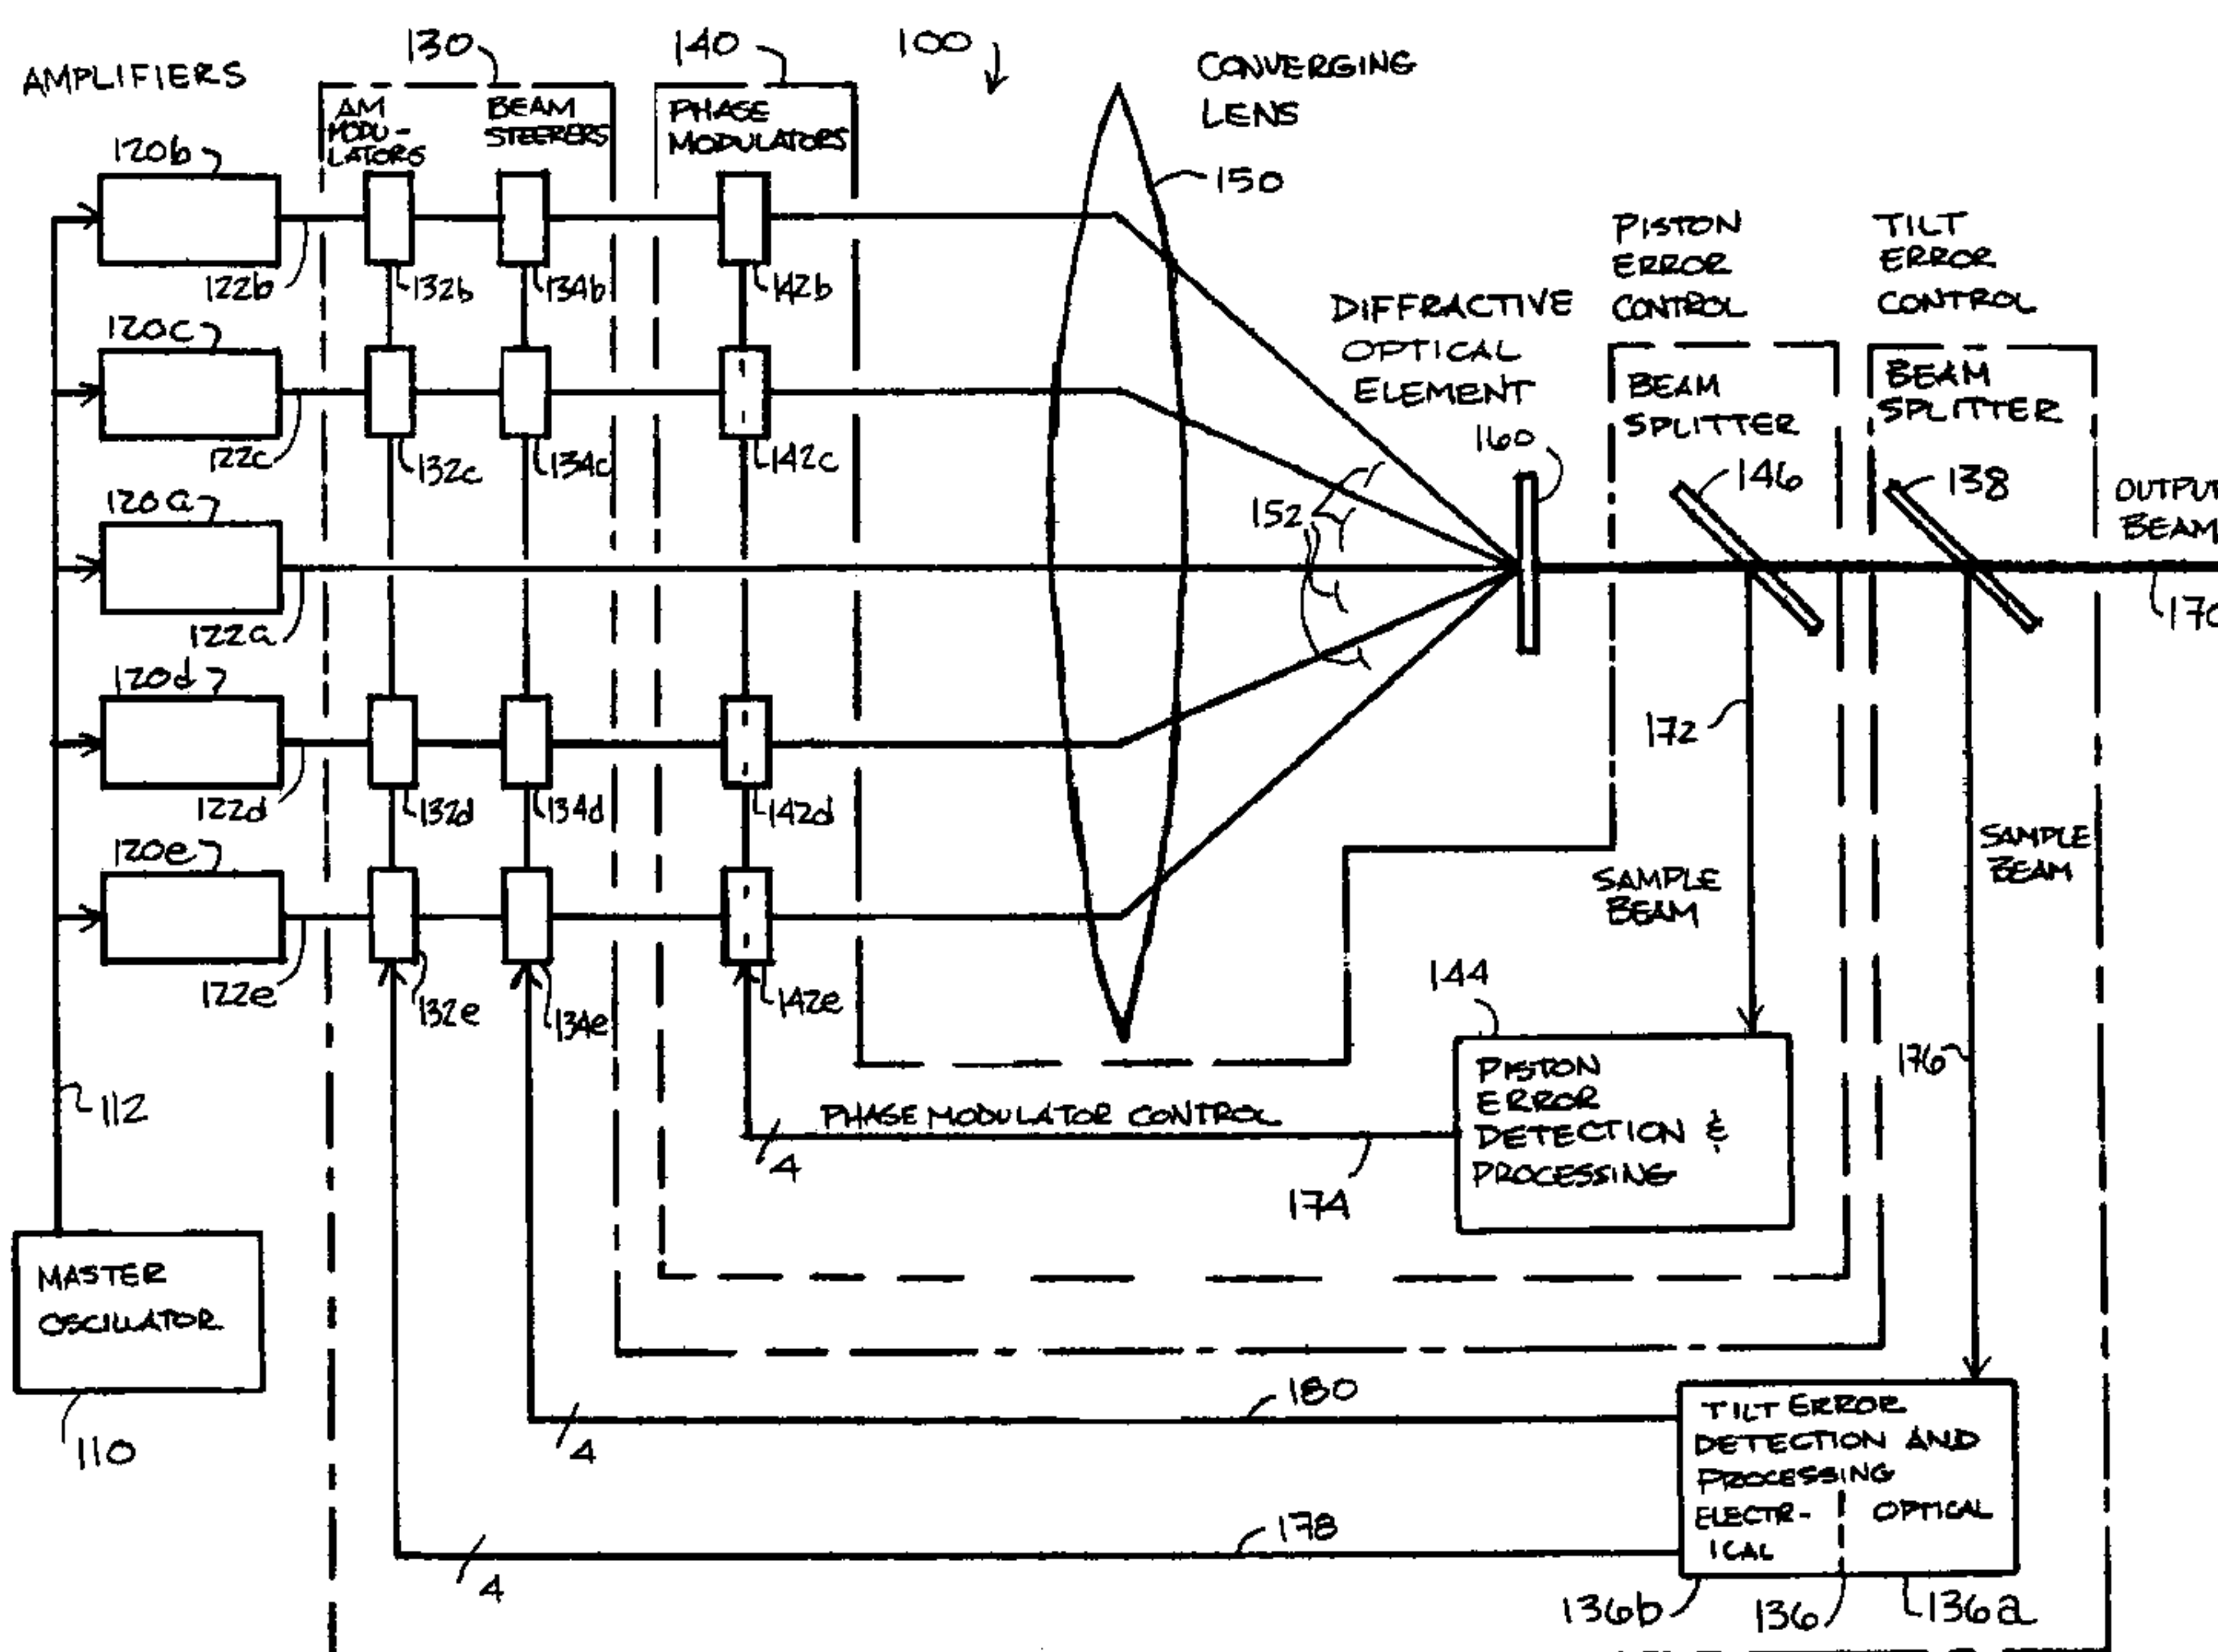 130
140
100
AMPLIFIERS
CONVERGING
LENS
AM
MODU-
LATORS
BEAM
STEERERS
PHASE
MODULATORS
120b
150
122b
132b
134b
142b
PISTON
ERROR
CONTROL
TILT
ERROR
CONTROL
DIFFRACTIVE
OPTICAL
ELEMENT
120c
122c
132c
134c
142c
160
BEAM
SPLITTER
146
BEAM
SPLITTER
138
OUTPUT
BEAM
170
120a
122a
152
120d
122d
132d
134d
142d
172
SAMPLE
BEAM
SAMPLE
BEAM
120e
122e
132e
134e
142e
144
176
112
PHASE MODULATOR CONTROL
4
174
PISTON
ERROR
DETECTION &
PROCESSING
MASTER
OSCILLATOR
110
180
4
178
4
TILT ERROR
DETECTION AND
PROCESSING
ELECTR-
ICAL
OPTICAL
136b
136
136a